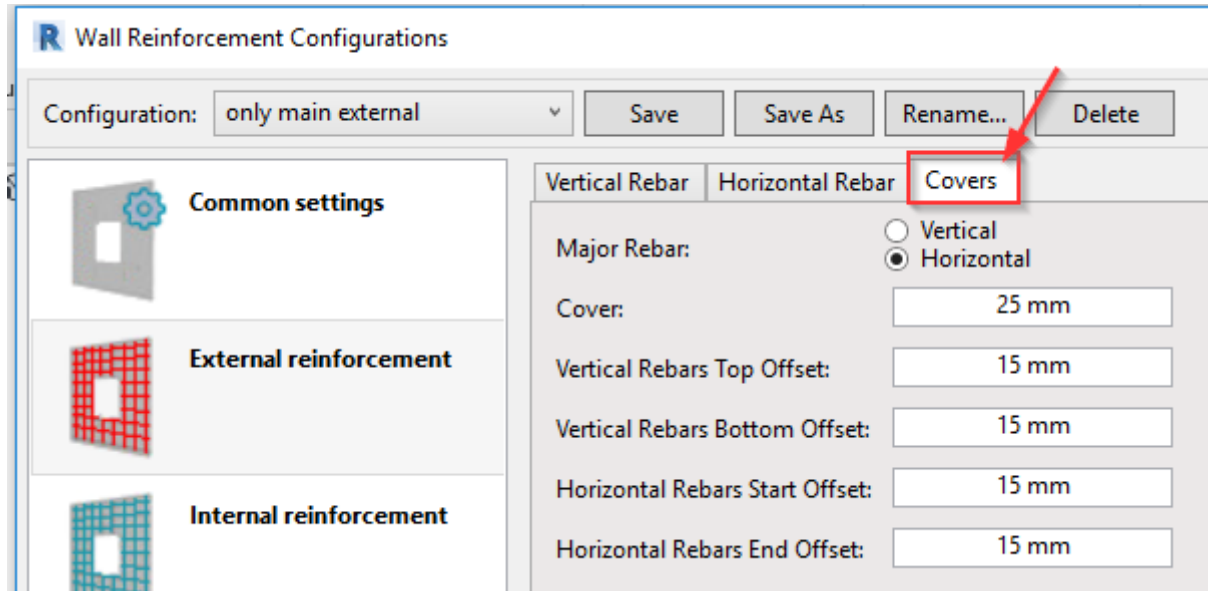 Wall Reinforcement Configurations
Configuration: only main external Save Save As Rename... Delete
Common settings
External reinforcement
Internal reinforcement
Vertical Rebar Horizontal Rebar Covers
Major Rebar: Vertical
Horizontal
Cover: 25 mm
Vertical Rebars Top Offset: 15 mm
Vertical Rebars Bottom Offset: 15 mm
Horizontal Rebars Start Offset: 15 mm
Horizontal Rebars End Offset: 15 mm